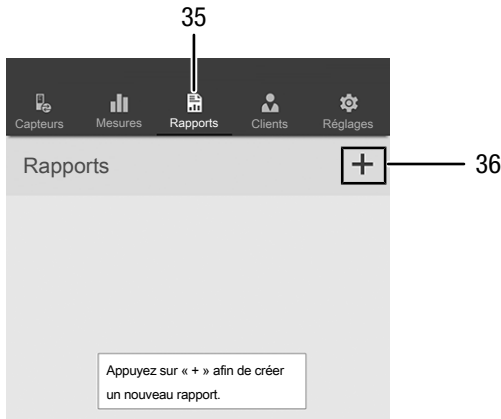 35
Capteurs Mesures Rapports Clients Réglages
Rapports
36
Appuyez sur « + » afin de créer
un nouveau rapport.